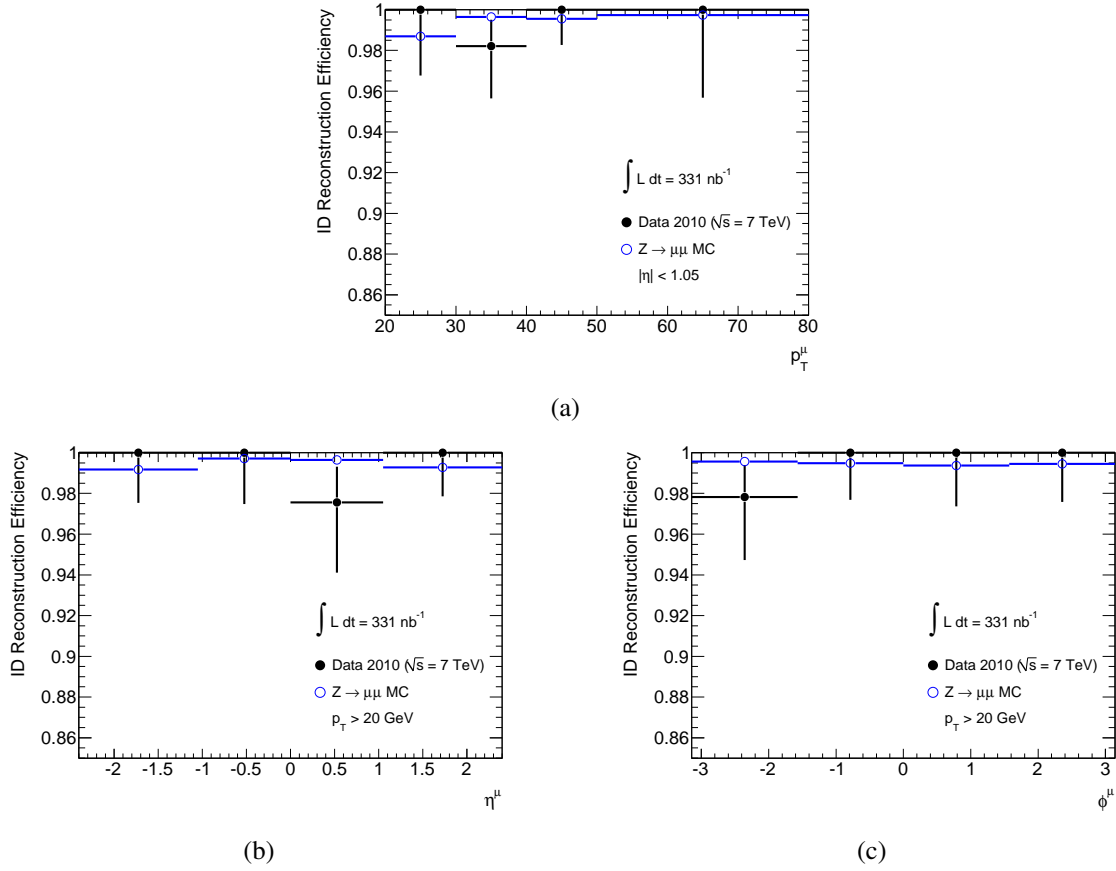 ID Reconstruction Efficiency
1
0.98
0.96
0.94
0.92
0.9
0.88
0.86
∫ L dt = 331 nb⁻¹
Data 2010 (√s = 7 TeV)
Z → μμ MC
|η| < 1.05
20 30 40 50 60 70 80
p_T^μ
(a)
ID Reconstruction Efficiency
1
0.98
0.96
0.94
0.92
0.9
0.88
0.86
∫ L dt = 331 nb⁻¹
Data 2010 (√s = 7 TeV)
Z → μμ MC
p_T > 20 GeV
-2 -1.5 -1 -0.5 0 0.5 1 1.5 2
η^μ
(b)
ID Reconstruction Efficiency
1
0.98
0.96
0.94
0.92
0.9
0.88
0.86
∫ L dt = 331 nb⁻¹
Data 2010 (√s = 7 TeV)
Z → μμ MC
p_T > 20 GeV
-3 -2 -1 0 1 2 3
ϕ^μ
(c)